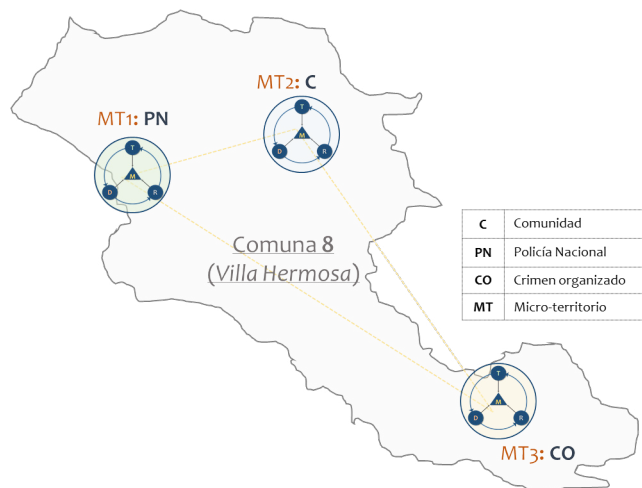 MT2: C
MT1: PN
T
M
D
R
T
M
D
R
Comuna 8
(Villa Hermosa)
C Comunidad
PN Policía Nacional
CO Crimen organizado
MT Micro-territorio
T
M
D
R
MT3: CO